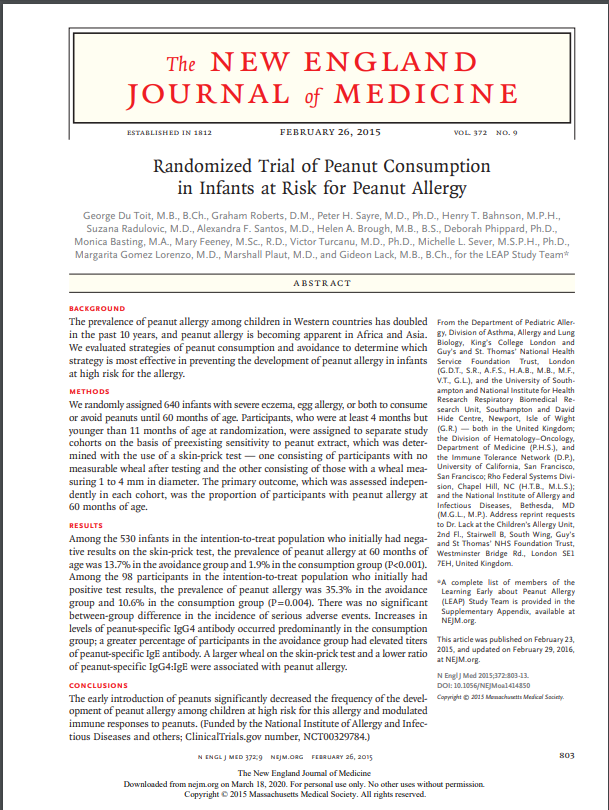 The NEW ENGLAND
JOURNAL of MEDICINE
ESTABLISHED IN 1812
FEBRUARY 26, 2015
VOL. 372 NO. 9
Randomized Trial of Peanut Consumption
in Infants at Risk for Peanut Allergy
George Du Toit, M.B., B.Ch., Graham Roberts, D.M., Peter H. Sayre, M.D., Ph.D., Henry T. Bahnson, M.P.H.,
Suzana Radulovic, M.D., Alexandra F. Santos, M.D., Helen A. Brough, M.B., B.S., Deborah Phippard, Ph.D.,
Monica Basting, M.A., Mary Feeney, M.Sc., R.D., Victor Turcanu, M.D., Ph.D., Michelle L. Sever, M.S.P.H., Ph.D.,
Margarita Gomez Lorenzo, M.D., Marshall Plaut, M.D., and Gideon Lack, M.B., B.Ch., for the LEAP Study Team*
ABSTRACT
BACKGROUND
The prevalence of peanut allergy among children in Western countries has doubled
in the past 10 years, and peanut allergy is becoming apparent in Africa and Asia.
We evaluated strategies of peanut consumption and avoidance to determine which
strategy is most effective in preventing the development of peanut allergy in infants
at high risk for the allergy.
METHODS
We randomly assigned 640 infants with severe eczema, egg allergy, or both to consume
or avoid peanuts until 60 months of age. Participants, who were at least 4 months but
younger than 11 months of age at randomization, were assigned to separate study
cohorts on the basis of preexisting sensitivity to peanut extract, which was deter-
mined with the use of a skin-prick test — one consisting of participants with no
measurable wheal after testing and the other consisting of those with a wheal mea-
suring 1 to 4 mm in diameter. The primary outcome, which was assessed indepen-
dently in each cohort, was the proportion of participants with peanut allergy at
60 months of age.
RESULTS
Among the 530 infants in the intention-to-treat population who initially had nega-
tive results on the skin-prick test, the prevalence of peanut allergy at 60 months of
age was 13.7% in the avoidance group and 1.9% in the consumption group (P<0.001).
Among the 98 participants in the intention-to-treat population who initially had
positive test results, the prevalence of peanut allergy was 35.3% in the avoidance
group and 10.6% in the consumption group (P=0.004). There was no significant
between-group difference in the incidence of serious adverse events. Increases in
levels of peanut-specific IgG4 antibody occurred predominantly in the consumption
group; a greater percentage of participants in the avoidance group had elevated titers
of peanut-specific IgE antibody. A larger wheal on the skin-prick test and a lower ratio
of peanut-specific IgG4:IgE were associated with peanut allergy.
CONCLUSIONS
The early introduction of peanuts significantly decreased the frequency of the devel-
opment of peanut allergy among children at high risk for this allergy and modulated
immune responses to peanuts. (Funded by the National Institute of Allergy and Infec-
tious Diseases and others; ClinicalTrials.gov number, NCT00329784.)
From the Department of Pediatric Aller-
gy, Division of Asthma, Allergy and Lung
Biology, King's College London and
Guy's and St. Thomas' National Health
Service Foundation Trust, London
(G.D.T., S.R., A.F.S., H.A.B., M.B., M.F.,
V.T., G.L.), and the University of South-
ampton and National Institute for Health
Research Respiratory Biomedical Re-
search Unit, Southampton and David
Hide Centre, Newport, Isle of Wight
(G.R.) — both in the United Kingdom;
the Division of Hematology–Oncology,
Department of Medicine (P.H.S.), and
the Immune Tolerance Network (D.P.),
University of California, San Francisco,
San Francisco; Rho Federal Systems Divi-
sion, Chapel Hill, NC (H.T.B., M.L.S.);
and the National Institute of Allergy and
Infectious Diseases, Bethesda, MD
(M.G.L., M.P.). Address reprint requests
to Dr. Lack at the Children's Allergy Unit,
2nd Fl., Stairwell B, South Wing, Guy's
and St Thomas' NHS Foundation Trust,
Westminster Bridge Rd., London SE1
7EH, United Kingdom.
*A complete list of members of the
Learning Early about Peanut Allergy
(LEAP) Study Team is provided in the
Supplementary Appendix, available at
NEJM.org.
This article was published on February 23,
2015, and updated on February 29, 2016,
at NEJM.org.
N Engl J Med 2015;372:803-13.
DOI: 10.1056/NEJMoa1414850
Copyright © 2015 Massachusetts Medical Society.
N ENGL J MED 372;9 NEJM.ORG FEBRUARY 26, 2015
803
The New England Journal of Medicine
Downloaded from nejm.org on March 18, 2020. For personal use only. No other uses without permission.
Copyright © 2015 Massachusetts Medical Society. All rights reserved.